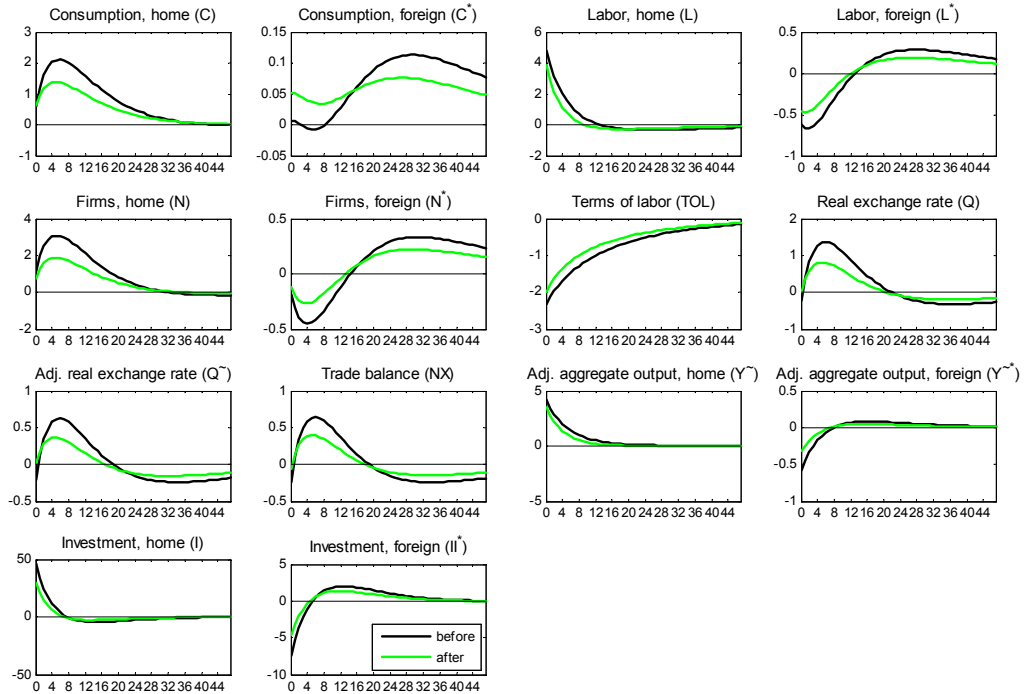 Consumption, home (C)
Consumption, foreign (C*)
Labor, home (L)
Labor, foreign (L*)
3
2
1
0
-1
0 4 8 12 16 20 24 28 32 36 40 44
0.15
0.1
0.05
0
-0.05
0 4 8 12 16 20 24 28 32 36 40 44
6
4
2
0
-2
0 4 8 12 16 20 24 28 32 36 40 44
0.5
0
-0.5
-1
0 4 8 12 16 20 24 28 32 36 40 44
Firms, home (N)
Firms, foreign (N*)
Terms of labor (TOL)
Real exchange rate (Q)
4
2
0
-2
0 4 8 12 16 20 24 28 32 36 40 44
0.5
0
-0.5
0 4 8 12 16 20 24 28 32 36 40 44
0
-1
-2
-3
0 4 8 12 16 20 24 28 32 36 40 44
2
1
0
-1
0 4 8 12 16 20 24 28 32 36 40 44
Adj. real exchange rate (Q~)
Trade balance (NX)
Adj. aggregate output, home (Y~)
Adj. aggregate output, foreign (Y~*)
1
0.5
0
-0.5
0 4 8 12 16 20 24 28 32 36 40 44
1
0.5
0
-0.5
0 4 8 12 16 20 24 28 32 36 40 44
5
0
-5
0 4 8 12 16 20 24 28 32 36 40 44
0.5
0
-0.5
-1
0 4 8 12 16 20 24 28 32 36 40 44
Investment, home (I)
Investment, foreign (II*)
50
0
-50
0 4 8 12 16 20 24 28 32 36 40 44
5
0
-5
-10
0 4 8 12 16 20 24 28 32 36 40 44
before
after